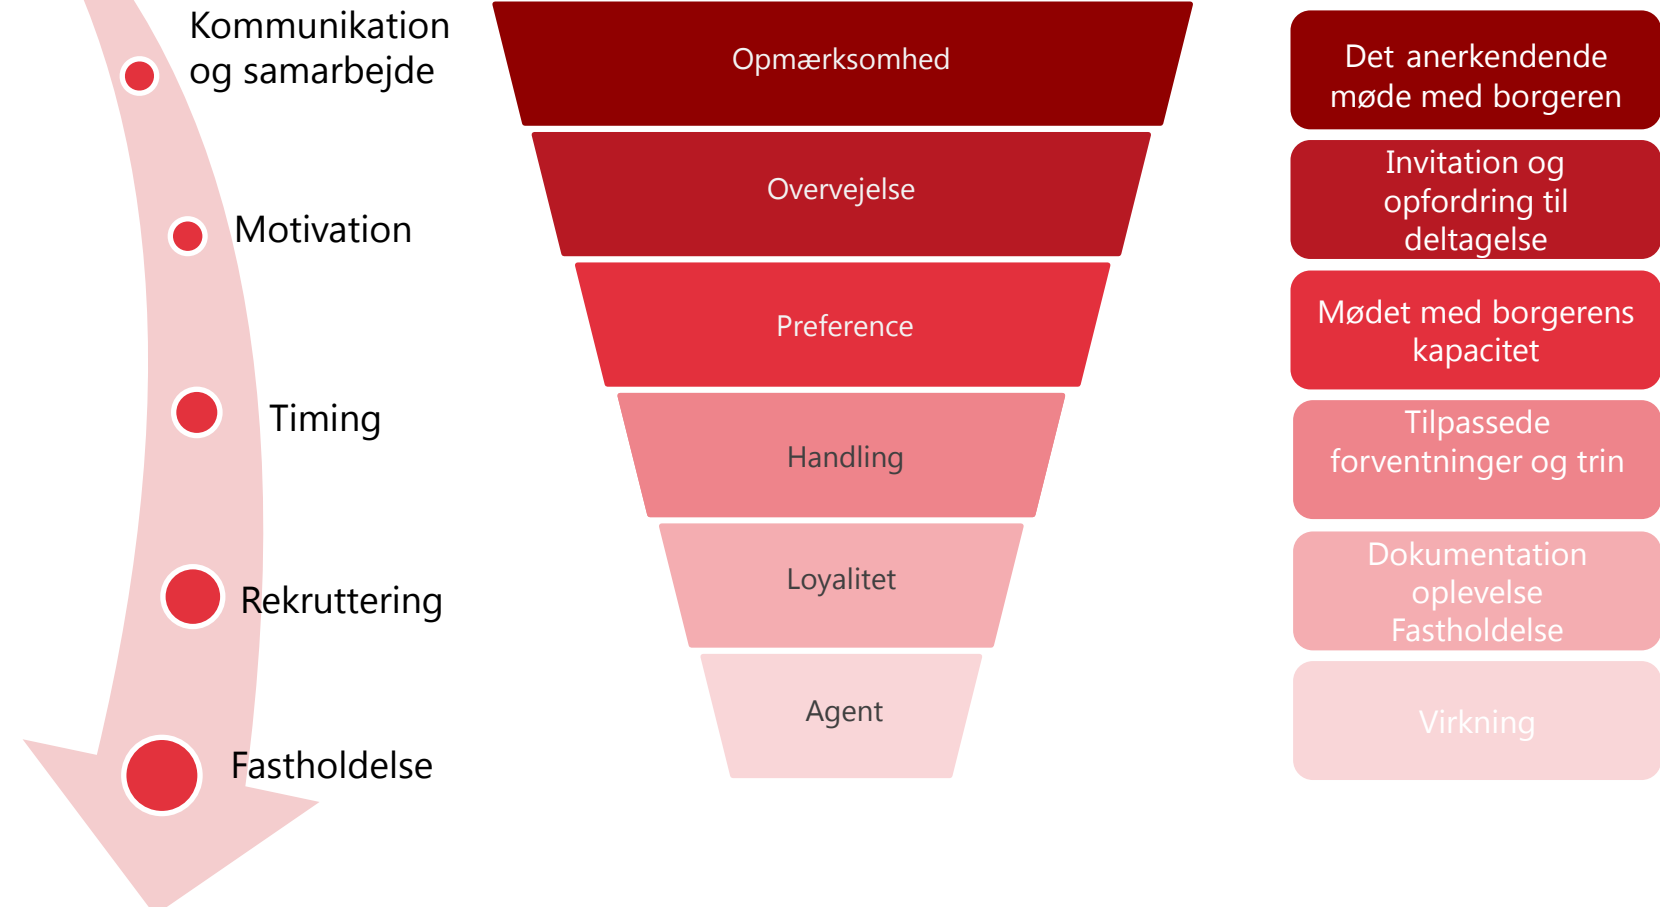 Kommunikation
og samarbejde
Motivation
Timing
Rekruttering
Fastholdelse
Opmærksomhed
Overvejelse
Preference
Handling
Loyalitet
Agent
Det anerkendende
møde med borgeren
Invitation og
opfordring til
deltagelse
Mødet med borgerens
kapacitet
Tilpassede
forventninger og trin
Dokumentation
oplevelse
Fastholdelse
Virkning